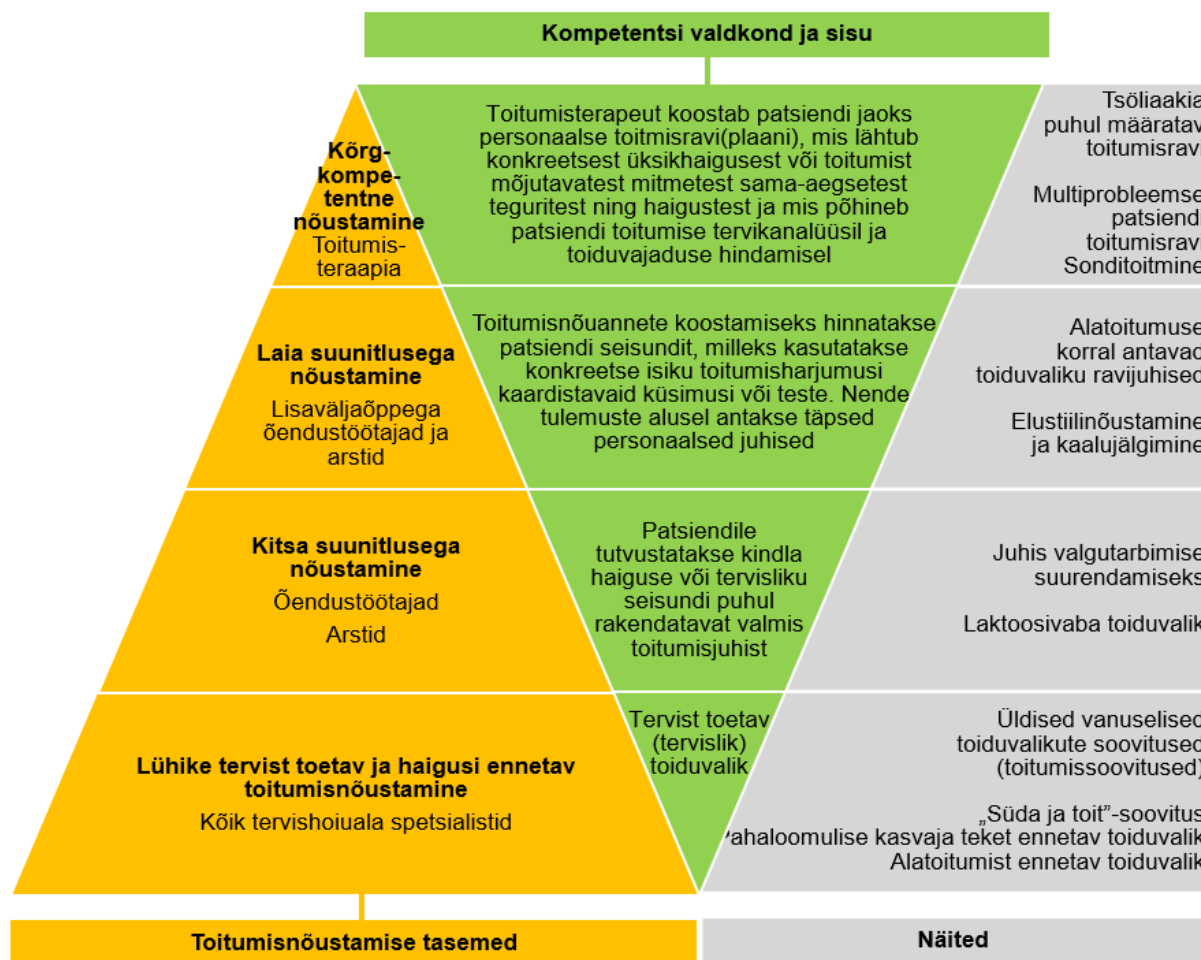 Kompetentsi valdkond ja sisu
Kõrg-
kompe-
tentne
nõustamine
Toitumis-
teraapia
Toitumisterapeut koostab patsiendi jaoks
personaalse toitmisravi(plaani), mis lähtub
konkreetsest üksikhaigusest või toitumist
mõjutavatest mitmetest sama-aegsetest
teguritest ning haigustest ja mis põhineb
patsiendi toitumise tervikanalüüsil ja
toiduvajaduse hindamisel
Tsöliaakia
puhul määratav
toitumisravi
Multiprobleemse
patsiendi
toitumisravi
Sonditoitmine
Laia suunitlusega
nõustamine
Lisaväljaõppega
õendustöötajad ja
arstid
Toitumisnõuannete koostamiseks hinnatakse
patsiendi seisundit, milleks kasutatakse
konkreetse isiku toitumisharjumusi
kaardistavaid küsimusi või teste. Nende
tulemuste alusel antakse täpsed
personaalsed juhised
Alatoitumuse
korral antavad
toiduvaliku ravijuhised
Elustiilinõustamine
ja kaalujälgimine
Kitsa suunitlusega
nõustamine
Õendustöötajad
Arstid
Patsiendile
tutvustatakse kindla
haiguse või tervisliku
seisundi puhul
rakendatavat valmis
toitumisjuhist
Juhis valgutarbimise
suurendamiseks
Laktoosivaba toiduvalik
Lühike tervist toetav ja haigusi ennetav
toitumisnõustamine
Kõik tervishoiuala spetsialistid
Tervist toetav
(tervislik)
toiduvalik
Üldised vanuselised
toiduvalikute soovitused
(toitumissoovitused)
„Süda ja toit”-soovitus
Pahaloomulise kasvaja teket ennetav toiduvalik
Alatoitumist ennetav toiduvalik
Toitumisnõustamise tasemed
Näited